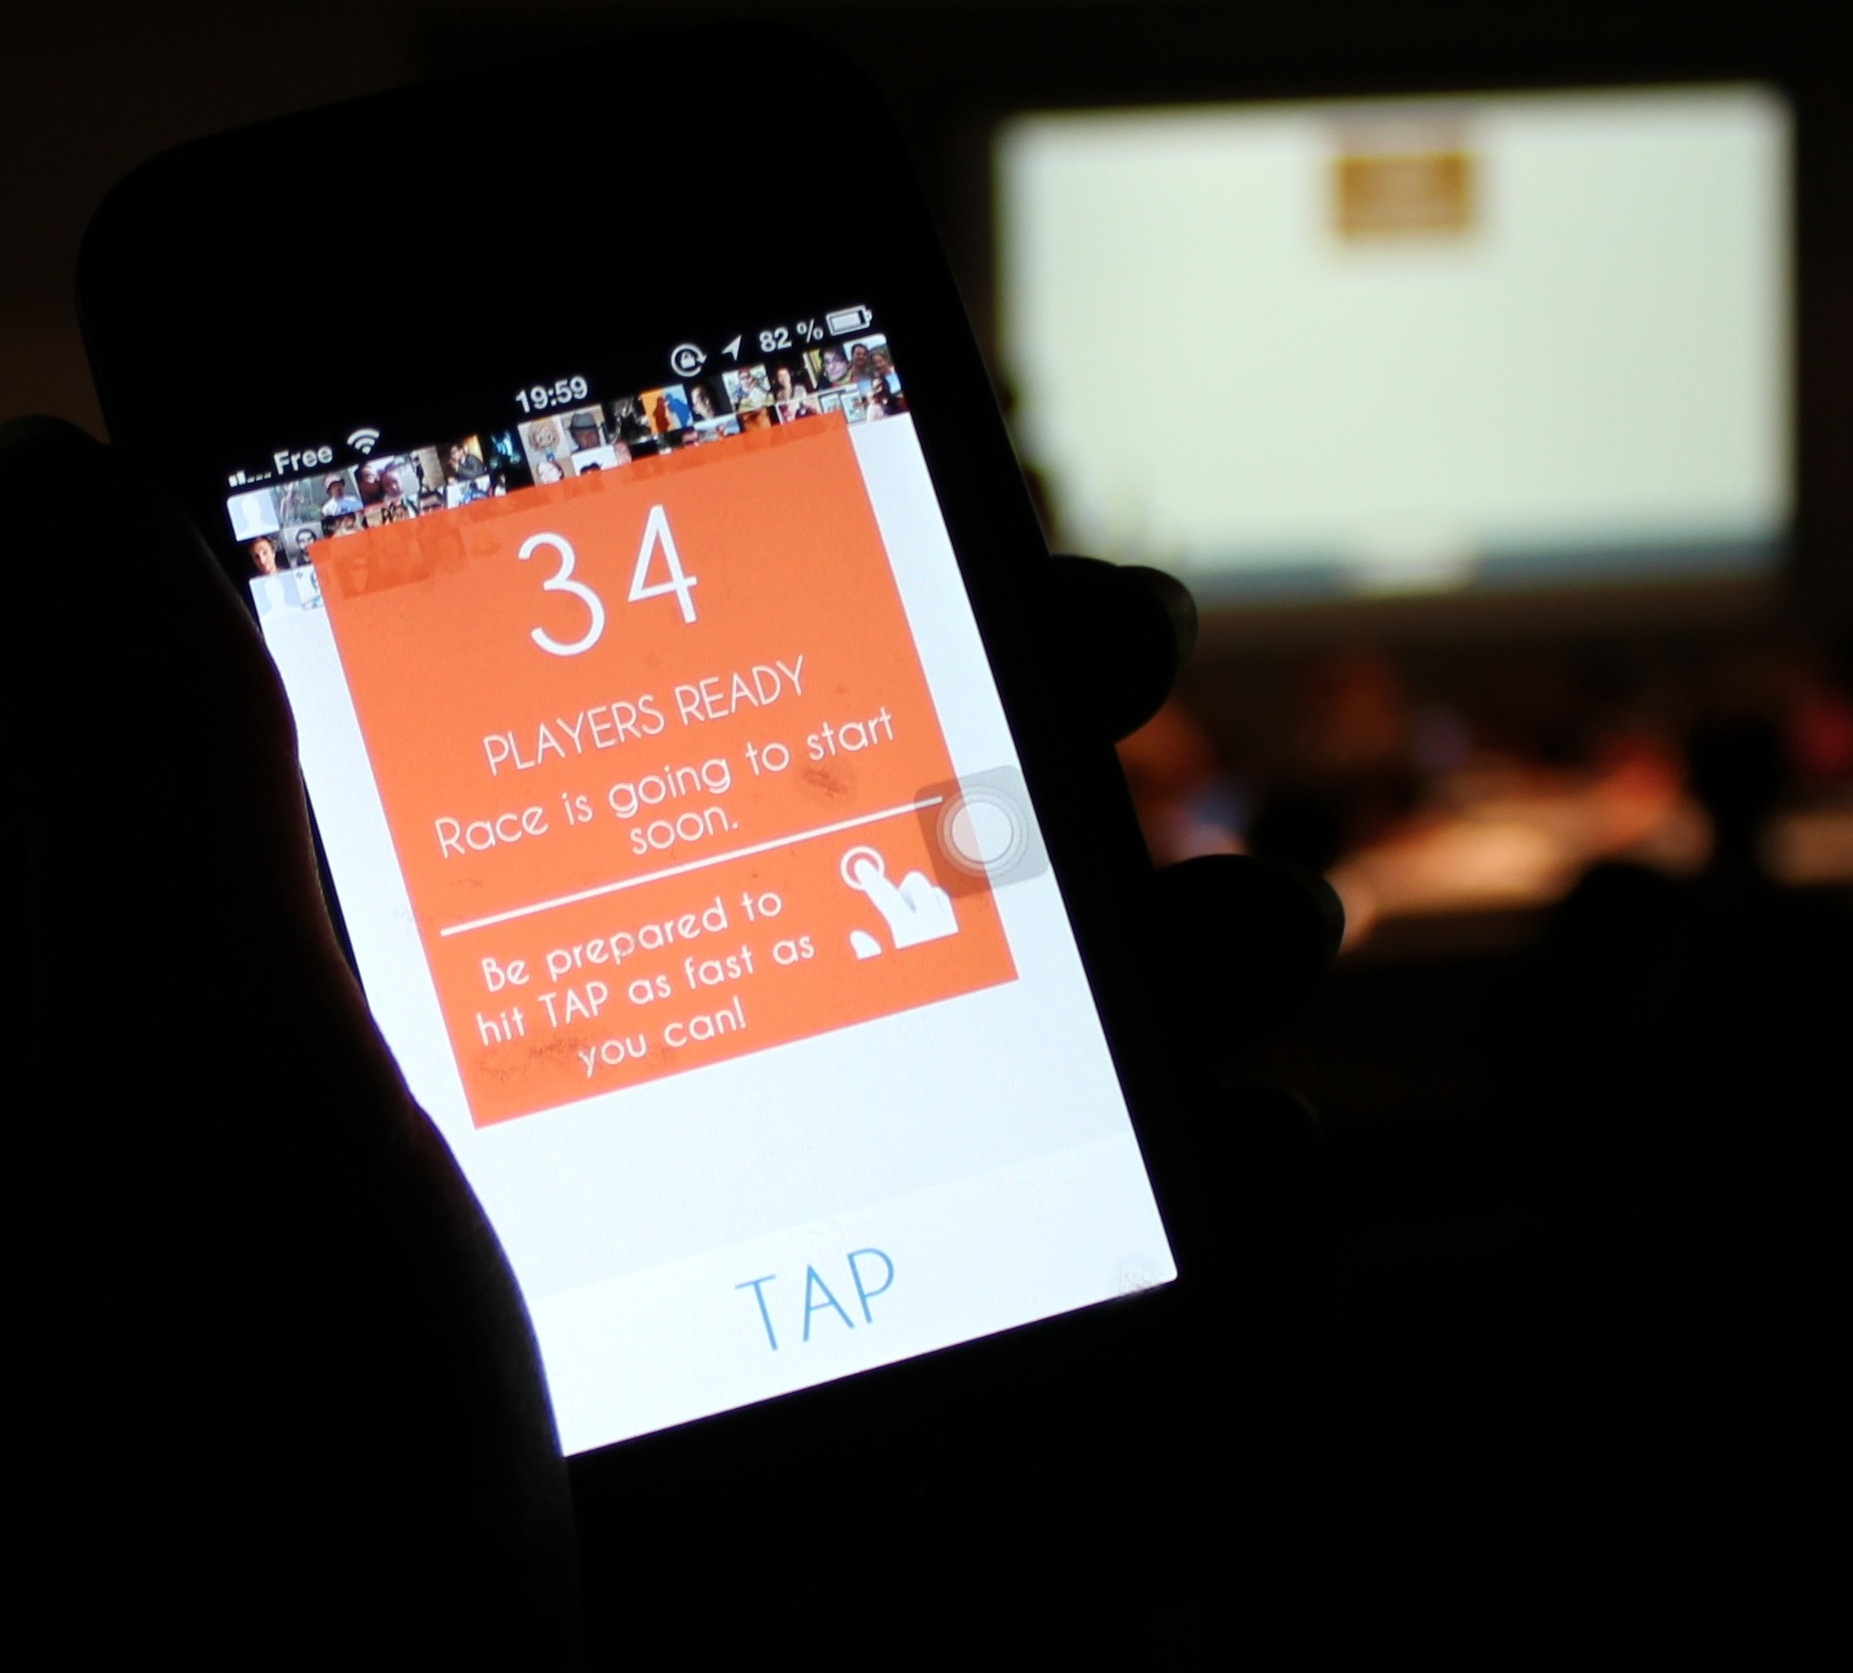 Free 19:59 82 %
34
PLAYERS READY
Race is going to start
soon.
Be prepared to
hit TAP as fast as
you can!
TAP